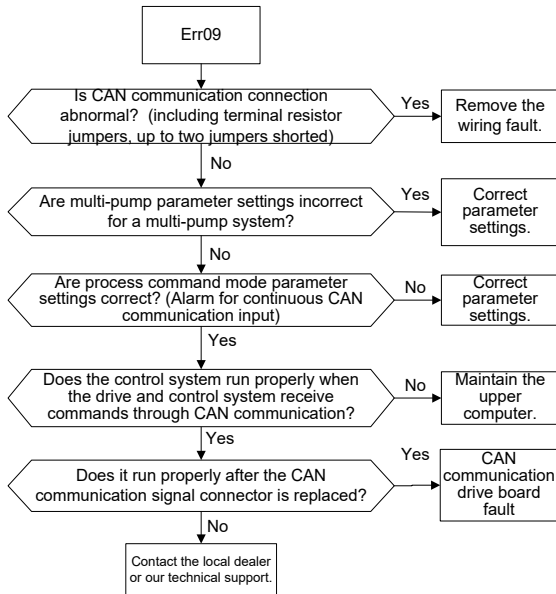 Err09
Is CAN communication connection
abnormal? (including terminal resistor
jumpers, up to two jumpers shorted)
Yes
Remove the
wiring fault.
No
Are multi-pump parameter settings incorrect
for a multi-pump system?
Yes
Correct
parameter
settings.
No
Are process command mode parameter
settings correct? (Alarm for continuous CAN
communication input)
No
Correct
parameter
settings.
Yes
Does the control system run properly when
the drive and control system receive
commands through CAN communication?
No
Maintain the
upper
computer.
Yes
Does it run properly after the CAN
communication signal connector is replaced?
Yes
CAN
communication
drive board
fault
No
Contact the local dealer
or our technical support.